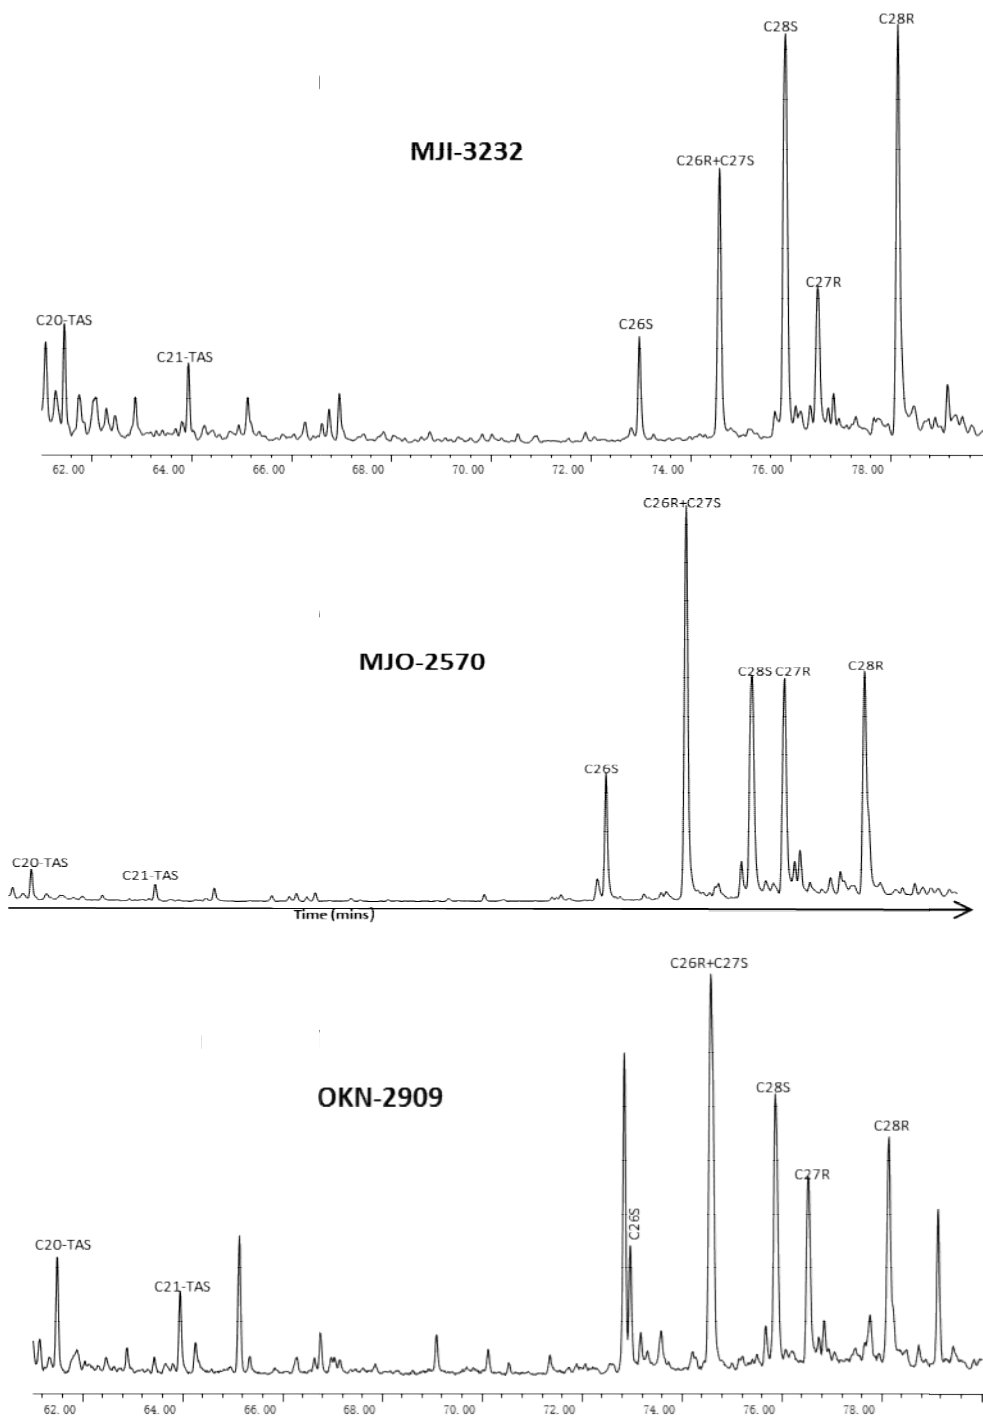 C28S
C28R
MJI-3232
C26R+C27S
C27R
C20-TAS
C26S
C21-TAS
62.00 64.00 66.00 68.00 70.00 72.00 74.00 76.00 78.00
C26R+C27S
MJO-2570
C28S C27R C28R
C26S
C20-TAS
C21-TAS
Time (mins)
C26R+C27S
OKN-2909
C28S
C28R
C27R
C26S
C20-TAS
C21-TAS
62.00 64.00 66.00 68.00 70.00 72.00 74.00 76.00 78.00